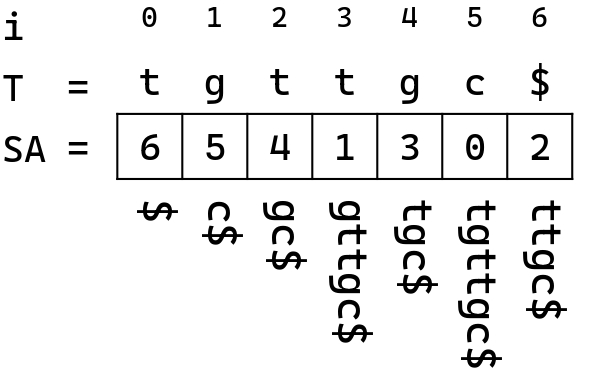 i 0 1 2 3 4 5 6
T = t g t t g c $
SA = 6 5 4 1 3 0 2
$ c$ gc$ gttgc$ tgc$ tgttgc$ ttgc$